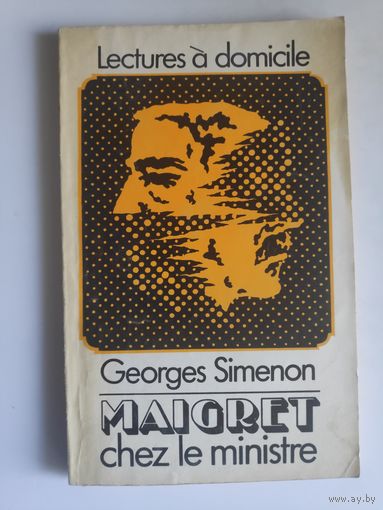 Lectures à domicile
Georges Simenon
MAIGRET
chez le ministre
www.ay.by